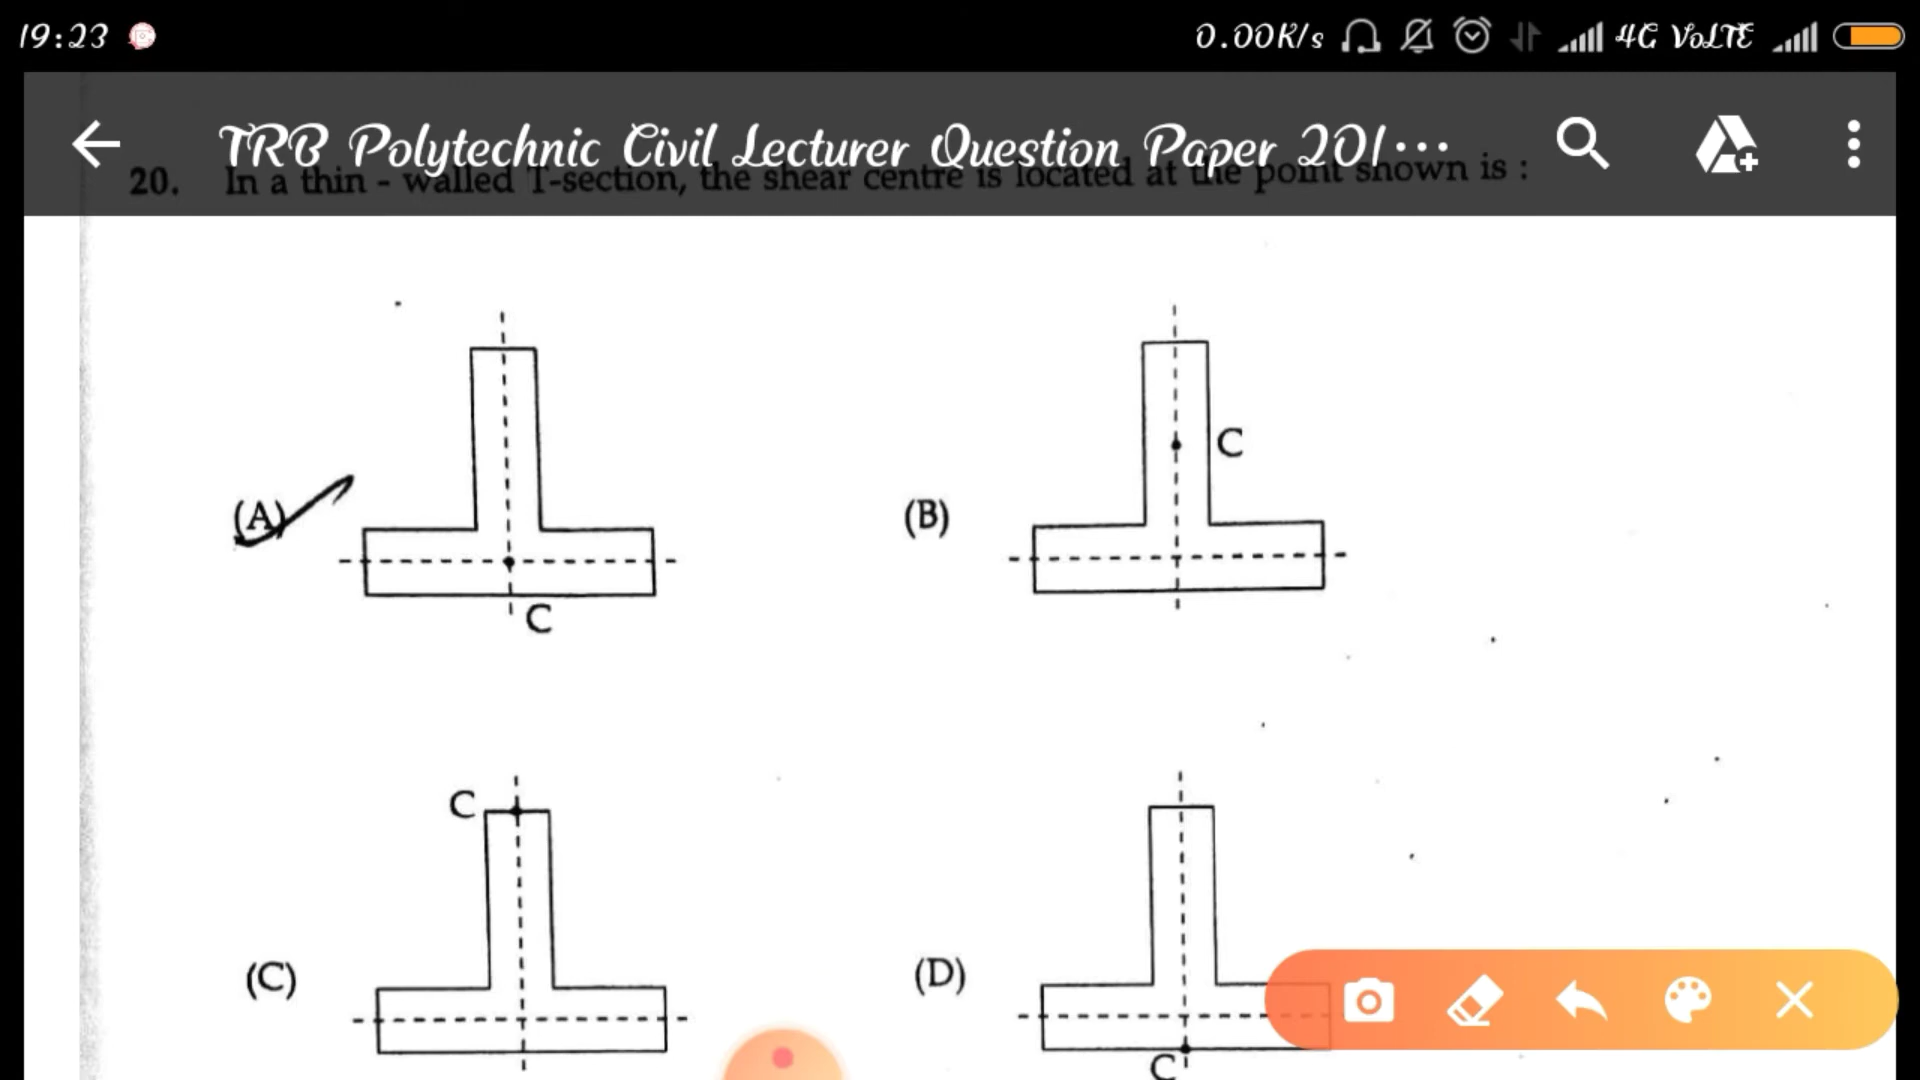 19:23
0.00K/s 4G VoLTE
TRB Polytechnic Civil Lecturer Question Paper 201...
20. In a thin - walled T-section, the shear centre is located at the point shown is :
(A)
C
(B)
C
(C)
C
(D)
C